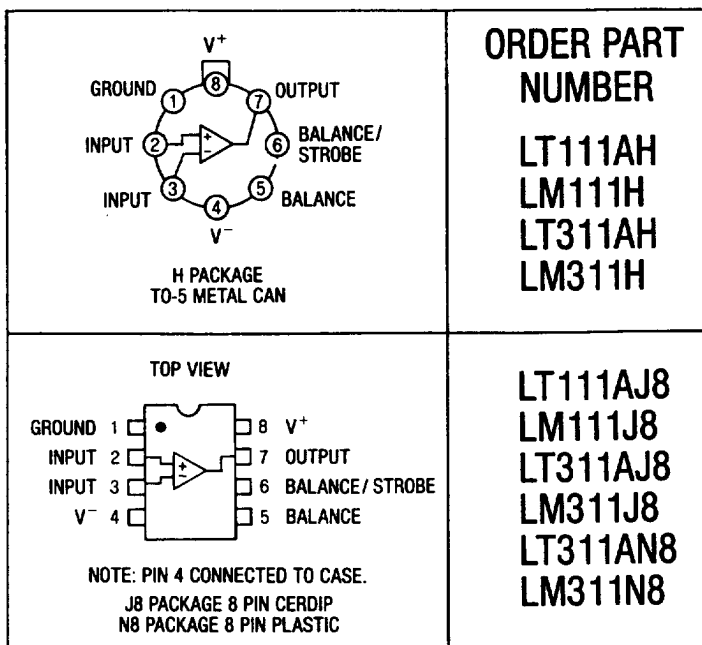 V+
GROUND 1 8 7 OUTPUT
INPUT 2 + - 6 BALANCE/
STROBE
INPUT 3 4 5 BALANCE
V−
H PACKAGE
TO-5 METAL CAN
ORDER PART
NUMBER
LT111AH
LM111H
LT311AH
LM311H
TOP VIEW
GROUND 1 8 V+
INPUT 2 + 7 OUTPUT
INPUT 3 - 6 BALANCE/ STROBE
V− 4 5 BALANCE
NOTE: PIN 4 CONNECTED TO CASE.
J8 PACKAGE 8 PIN CERDIP
N8 PACKAGE 8 PIN PLASTIC
LT111AJ8
LM111J8
LT311AJ8
LM311J8
LT311AN8
LM311N8